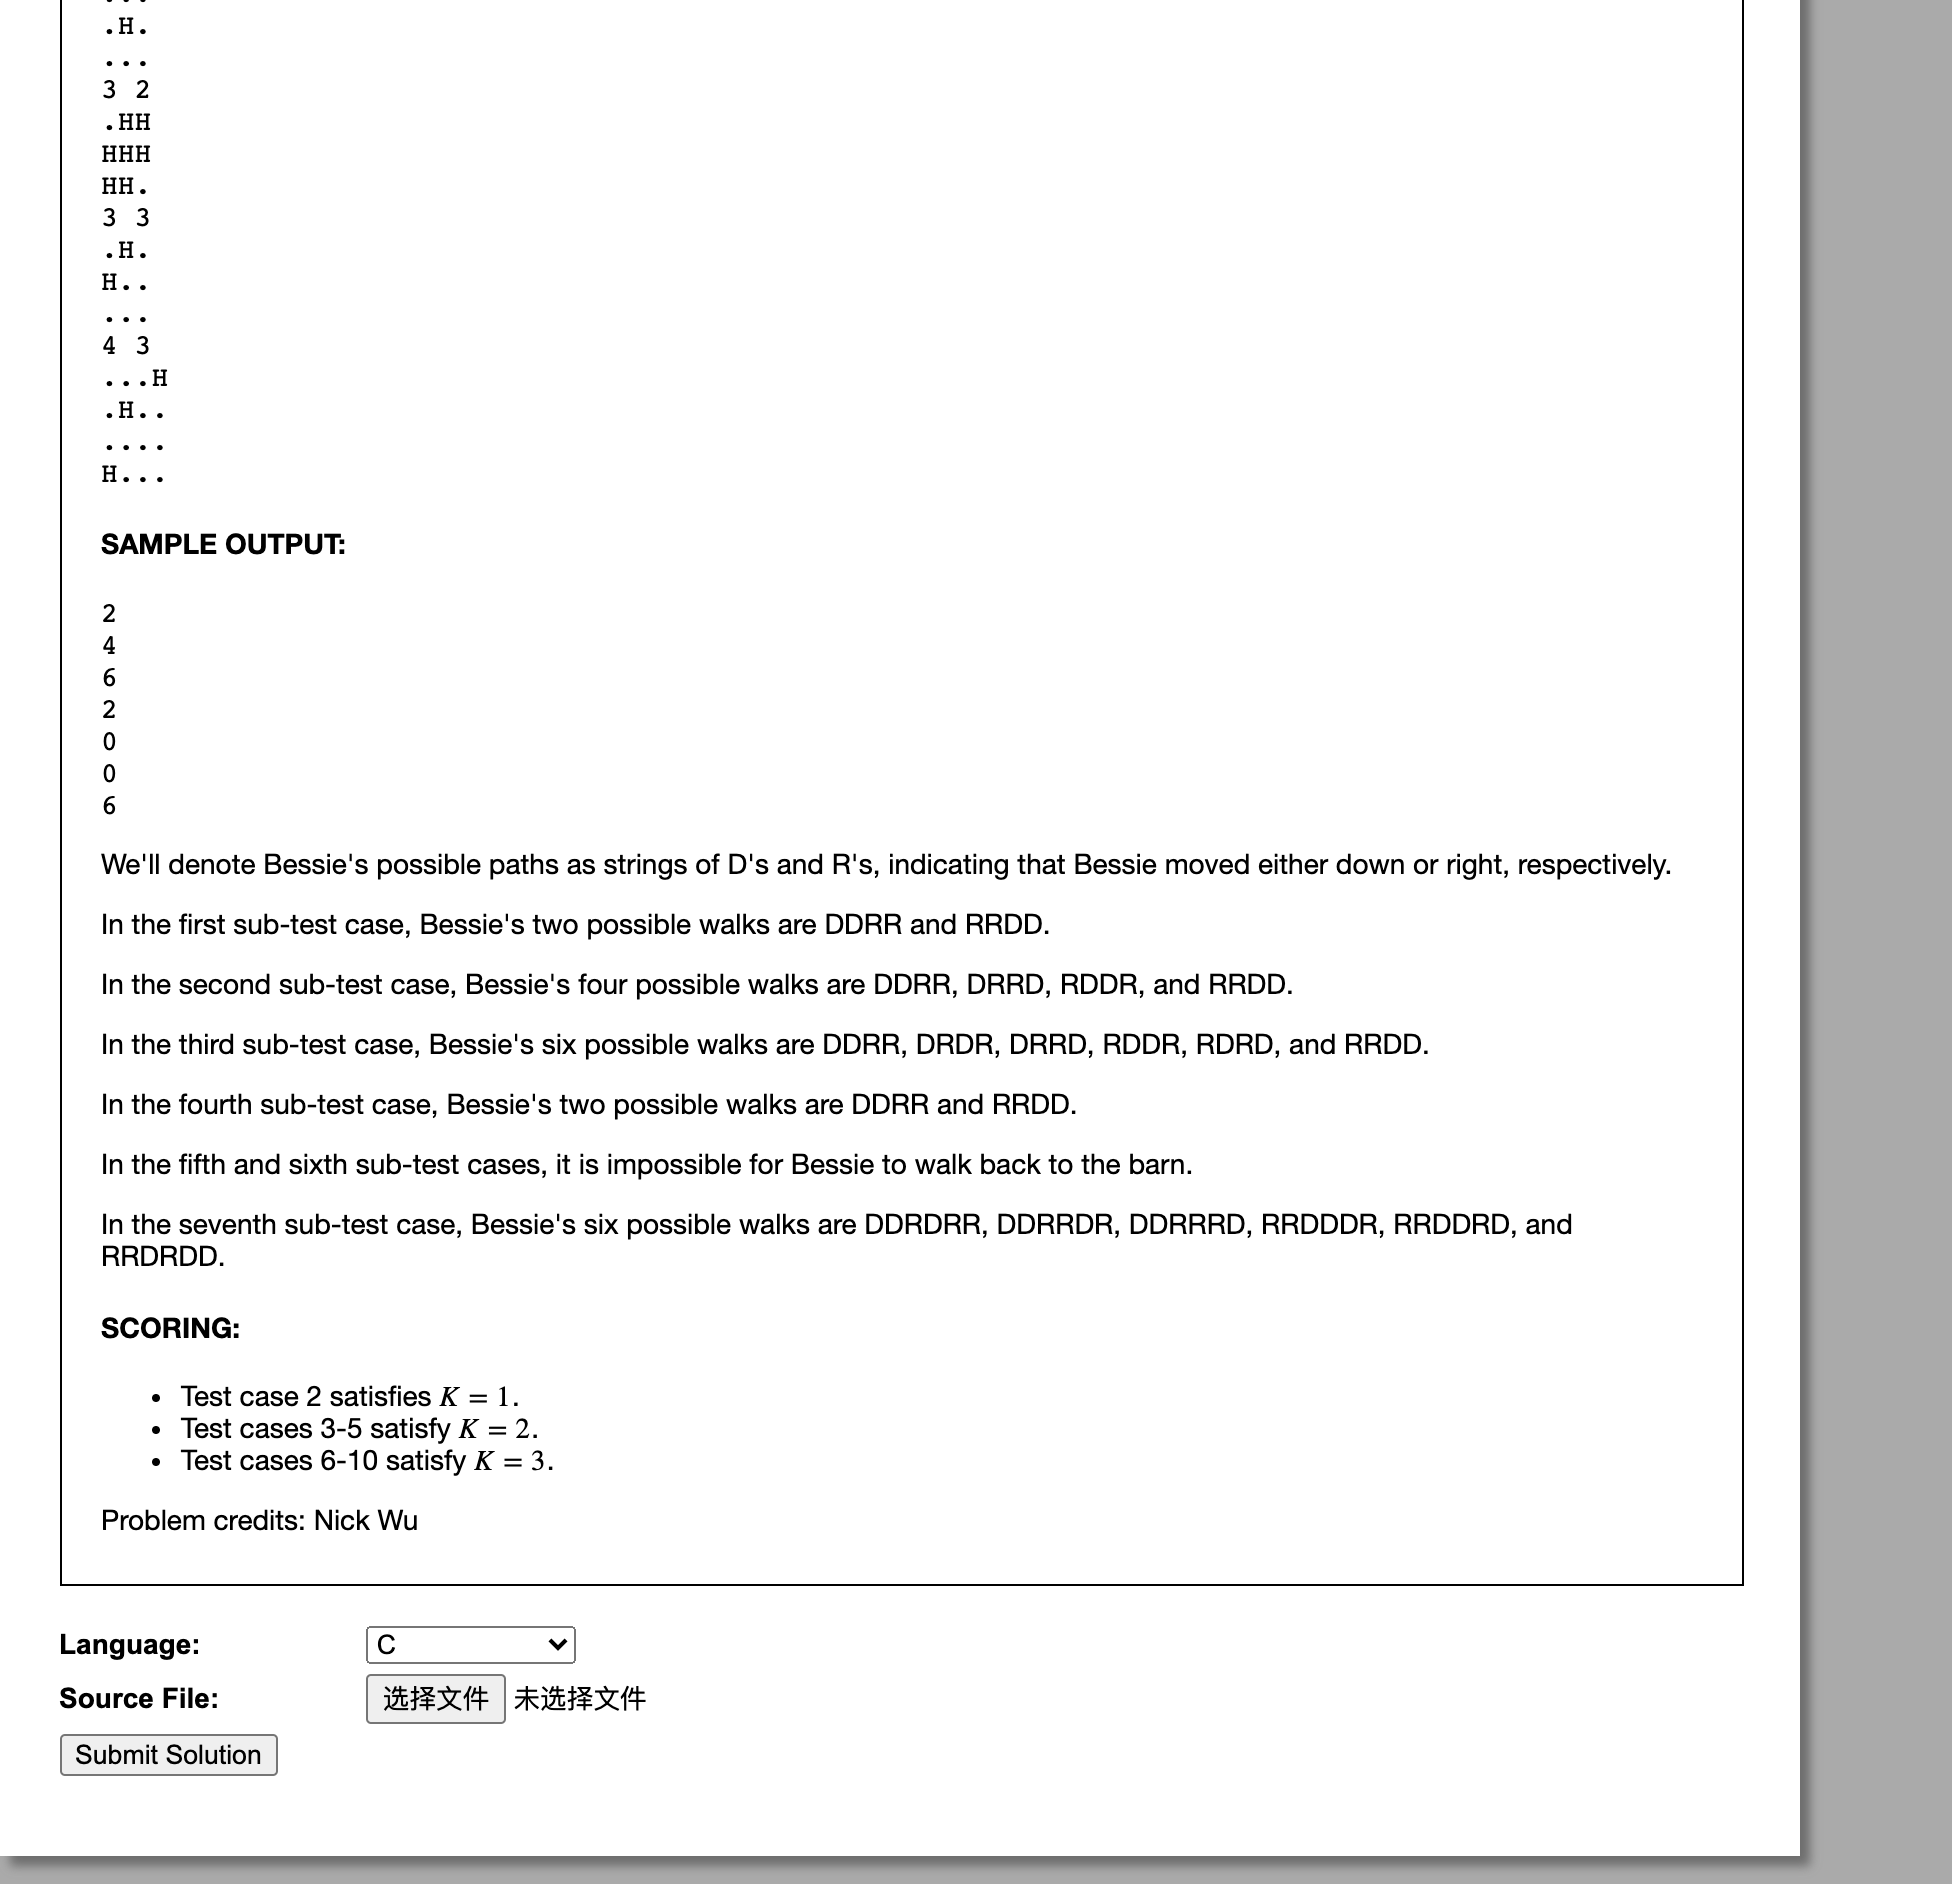 ...
.H.
...
3 2
.HH
HHH
HH.
3 3
.H.
H..
...
4 3
...H
.H..
....
H...
SAMPLE OUTPUT:
2
4
6
2
0
0
6
We'll denote Bessie's possible paths as strings of D's and R's, indicating that Bessie moved either down or right, respectively.
In the first sub-test case, Bessie's two possible walks are DDRR and RRDD.
In the second sub-test case, Bessie's four possible walks are DDRR, DRRD, RDDR, and RRDD.
In the third sub-test case, Bessie's six possible walks are DDRR, DRDR, DRRD, RDDR, RDRD, and RRDD.
In the fourth sub-test case, Bessie's two possible walks are DDRR and RRDD.
In the fifth and sixth sub-test cases, it is impossible for Bessie to walk back to the barn.
In the seventh sub-test case, Bessie's six possible walks are DDRDRR, DDRRDR, DDRRRD, RRDDDR, RRDDRD, and
RRDRDD.
SCORING:
• Test case 2 satisfies K = 1.
• Test cases 3-5 satisfy K = 2.
• Test cases 6-10 satisfy K = 3.
Problem credits: Nick Wu
Language: C
Source File: 选择文件 未选择文件
Submit Solution